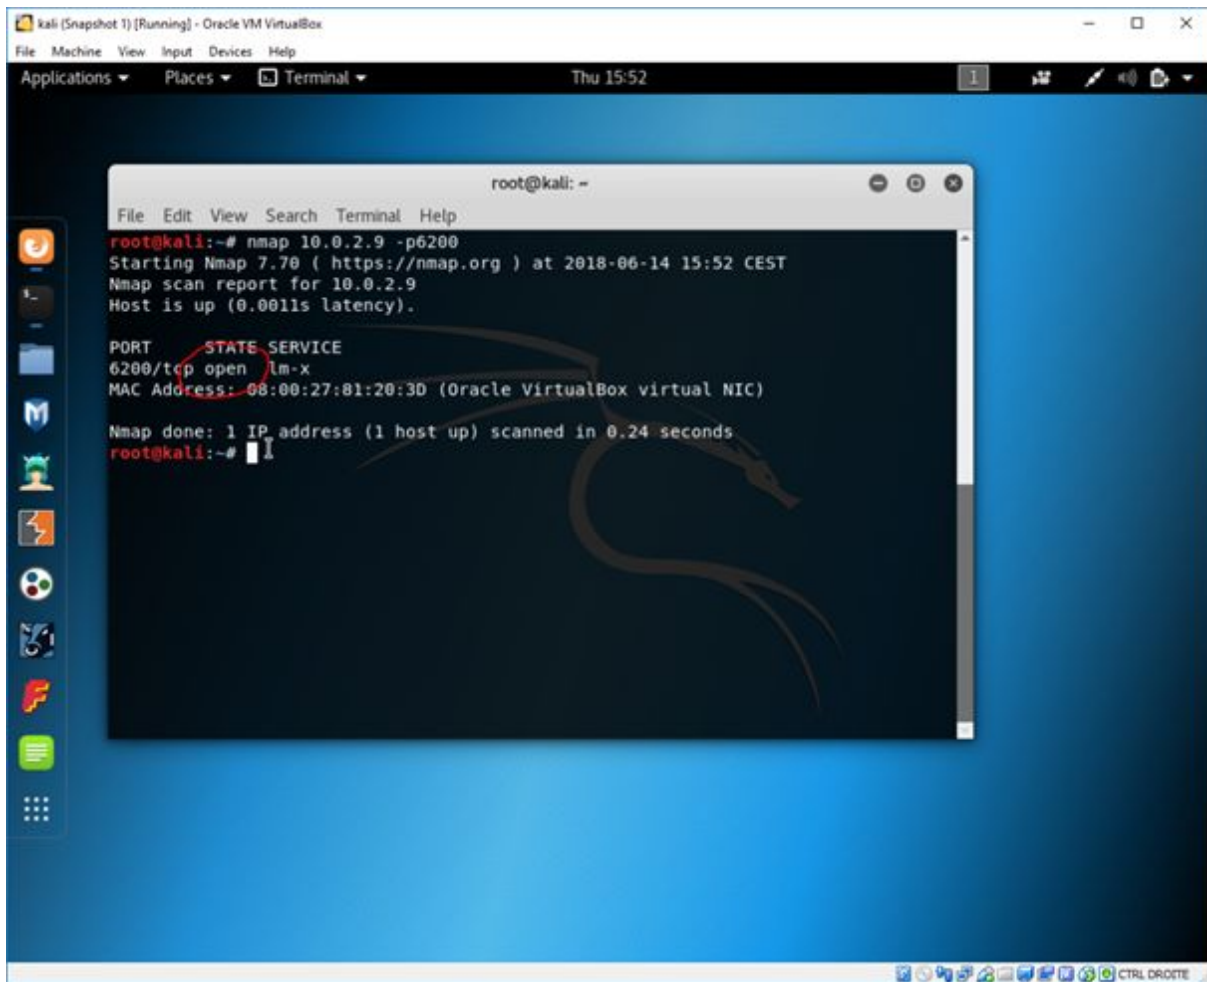 kali (Snapshot 1) [Running] - Oracle VM VirtualBox
File Machine View Input Devices Help
Applications Places Terminal Thu 15:52 1
root@kali: ~
File Edit View Search Terminal Help
root@kali:~# nmap 10.0.2.9 -p6200
Starting Nmap 7.70 ( https://nmap.org ) at 2018-06-14 15:52 CEST
Nmap scan report for 10.0.2.9
Host is up (0.0011s latency).
PORT STATE SERVICE
6200/tcp open lm-x
MAC Address: 08:00:27:81:20:3D (Oracle VirtualBox virtual NIC)
Nmap done: 1 IP address (1 host up) scanned in 0.24 seconds
root@kali:~#
CTRL DROITE